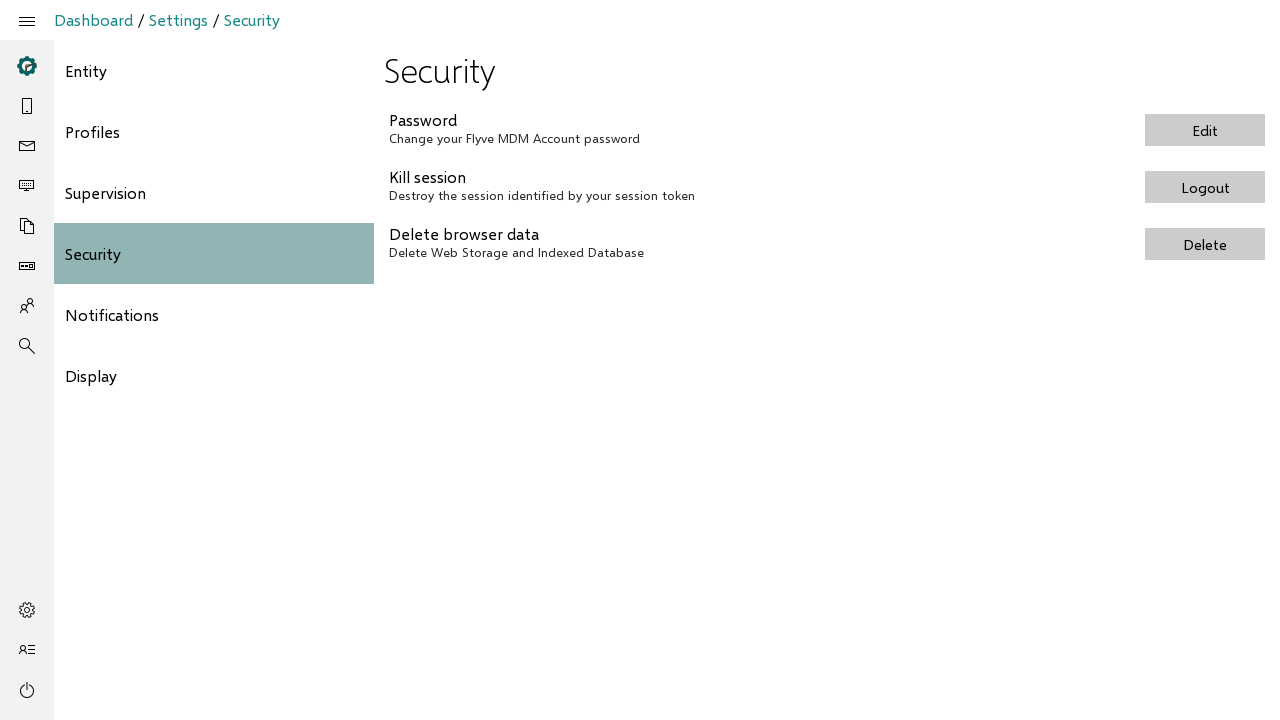 Dashboard / Settings / Security
Entity
Profiles
Supervision
Security
Notifications
Display
Security
Password
Change your Flyve MDM Account password
Edit
Kill session
Destroy the session identified by your session token
Logout
Delete browser data
Delete Web Storage and Indexed Database
Delete